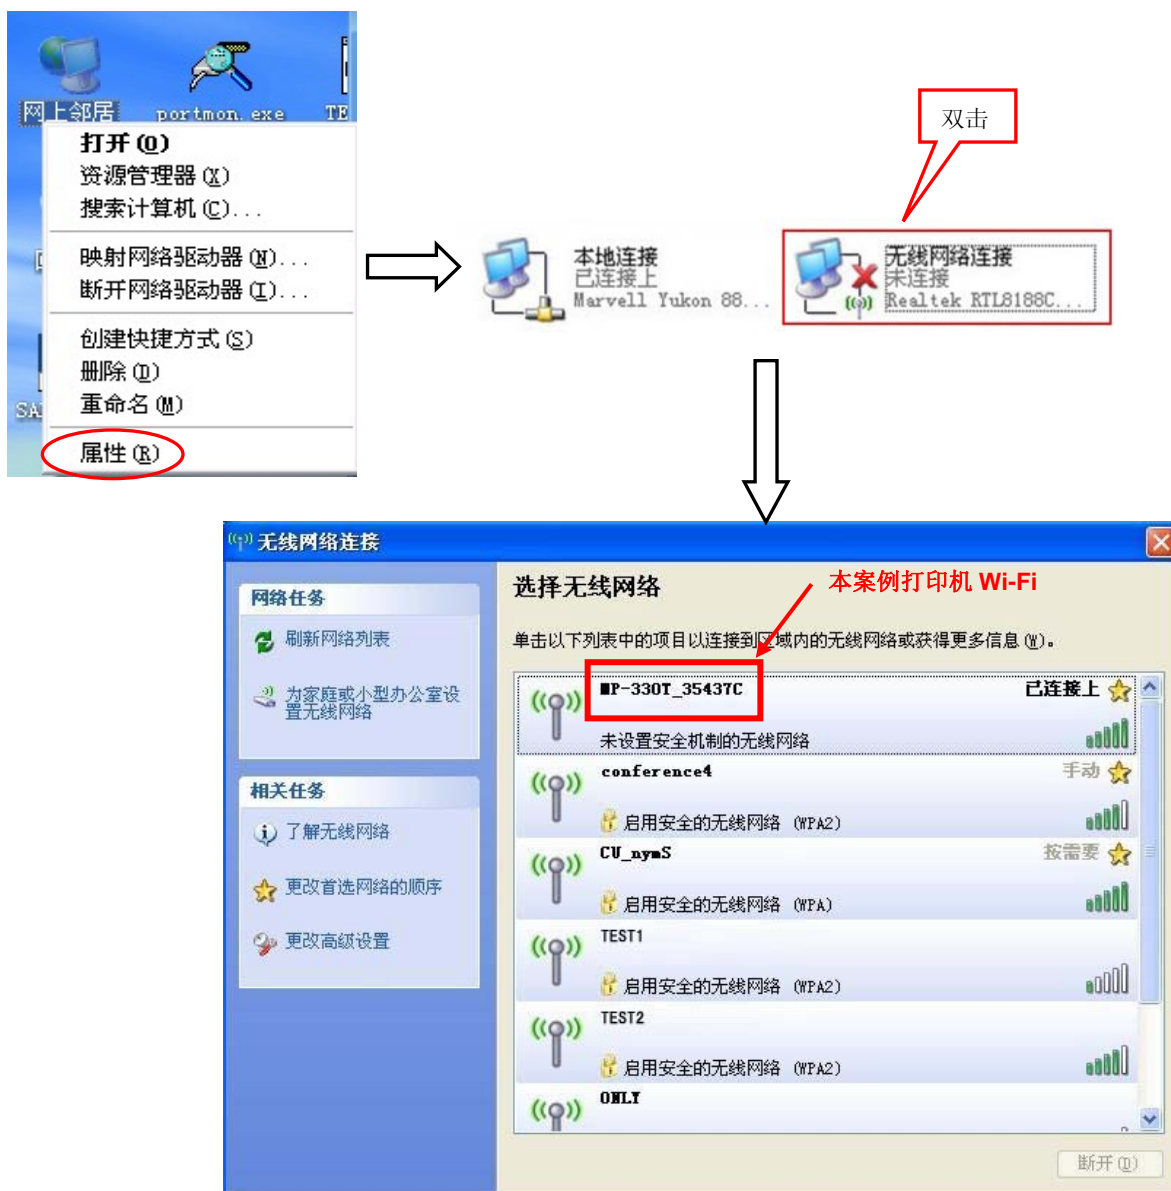 网上邻居
portmon.exe
TE
打开(O)
资源管理器(X)
搜索计算机(C)...
映射网络驱动器(N)...
断开网络驱动器(I)...
创建快捷方式(S)
删除(D)
重命名(M)
SA
属性(R)
双击
本地连接
已连接上
Marvell Yukon 88...
无线网络连接
未连接
Realtek RTL8188C...
无线网络连接
网络任务
刷新网络列表
为家庭或小型办公室设
置无线网络
相关任务
了解无线网络
更改首选网络的顺序
更改高级设置
选择无线网络
本案例打印机 Wi-Fi
单击以下列表中的项目以连接到区域内的无线网络或获得更多信息(W)。
MP-330T_35437C
已连接上
未设置安全机制的无线网络
conference4
手动
启用安全的无线网络 (WPA2)
CU_nymS
按需要
启用安全的无线网络 (WPA)
TEST1
启用安全的无线网络 (WPA2)
TEST2
启用安全的无线网络 (WPA2)
ONLY
断开(D)